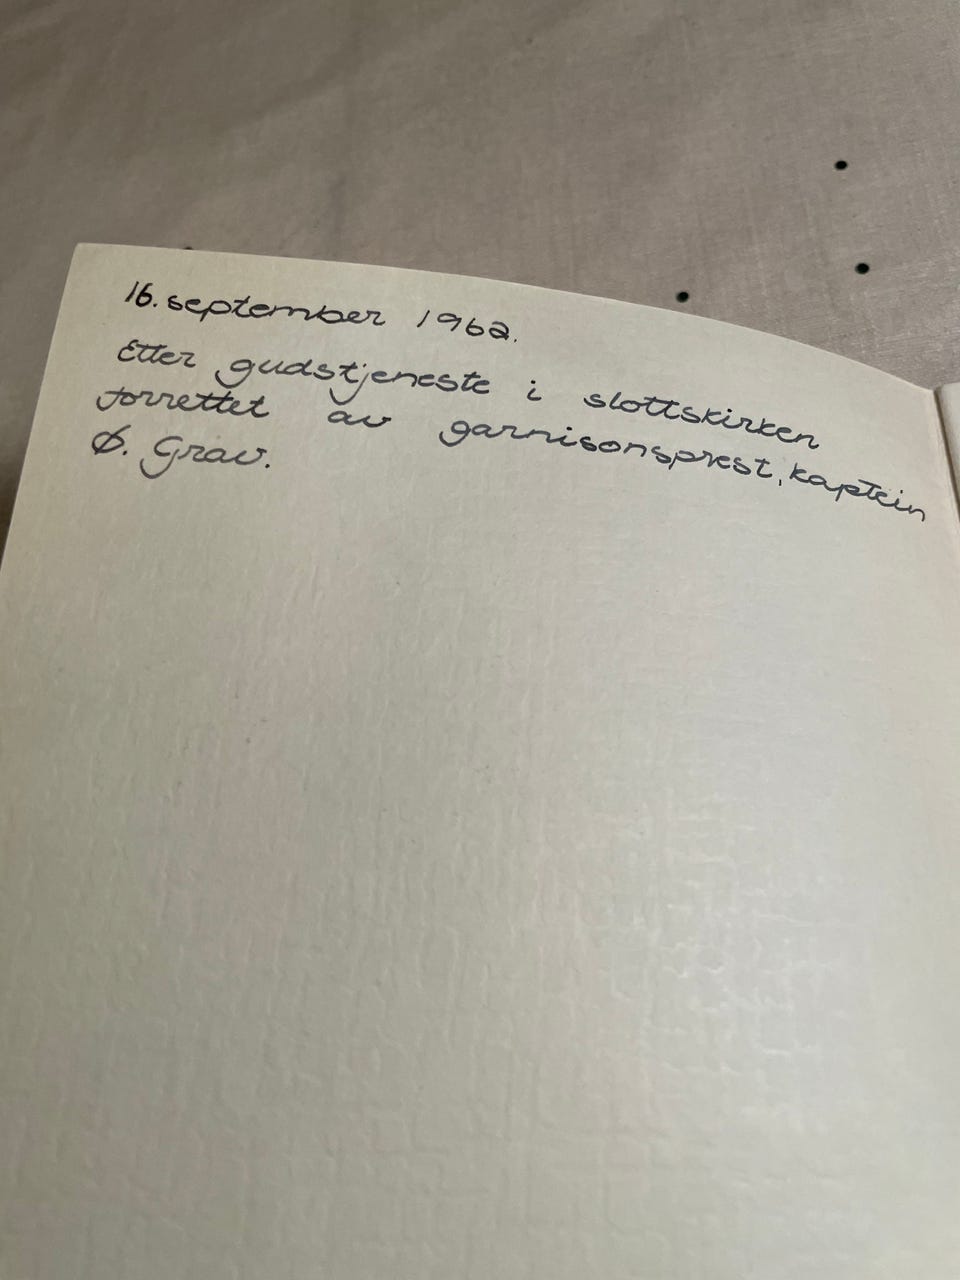 16. september 1962.
Etter gudstjeneste i slottskirken
forrettet av garnisonsprest, kaptein
Ø. Grav.